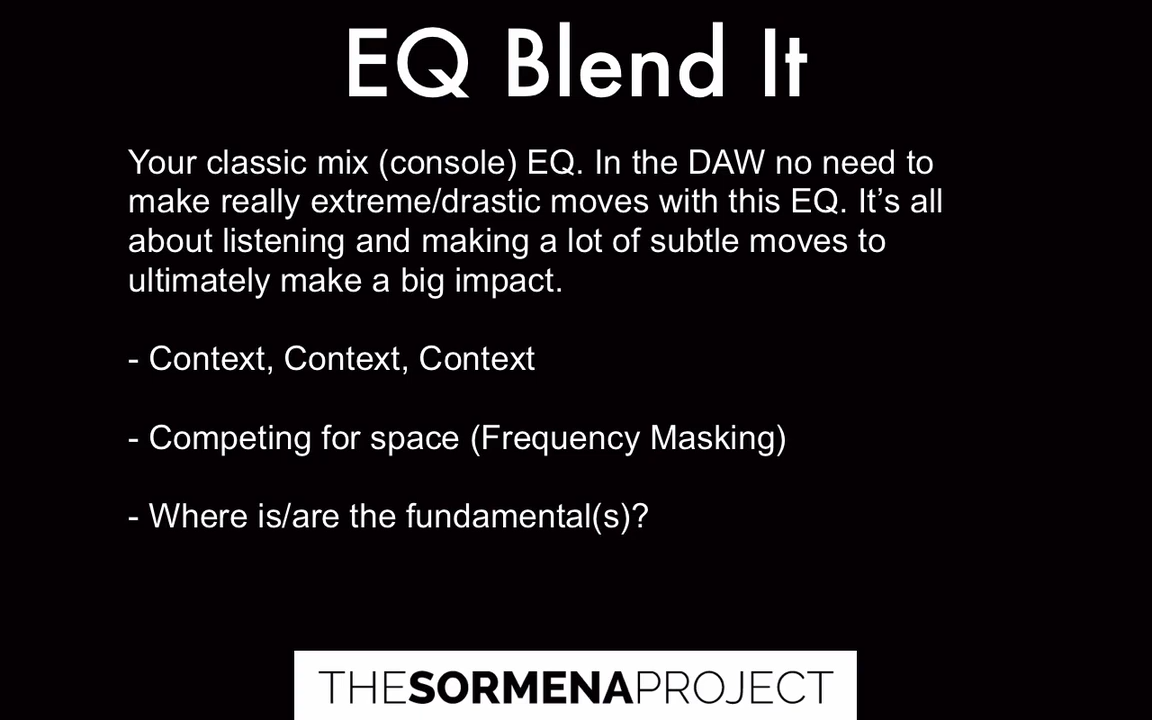 EQ Blend It
Your classic mix (console) EQ. In the DAW no need to
make really extreme/drastic moves with this EQ. It’s all
about listening and making a lot of subtle moves to
ultimately make a big impact.
- Context, Context, Context
- Competing for space (Frequency Masking)
- Where is/are the fundamental(s)?
THESORMENAPROJECT